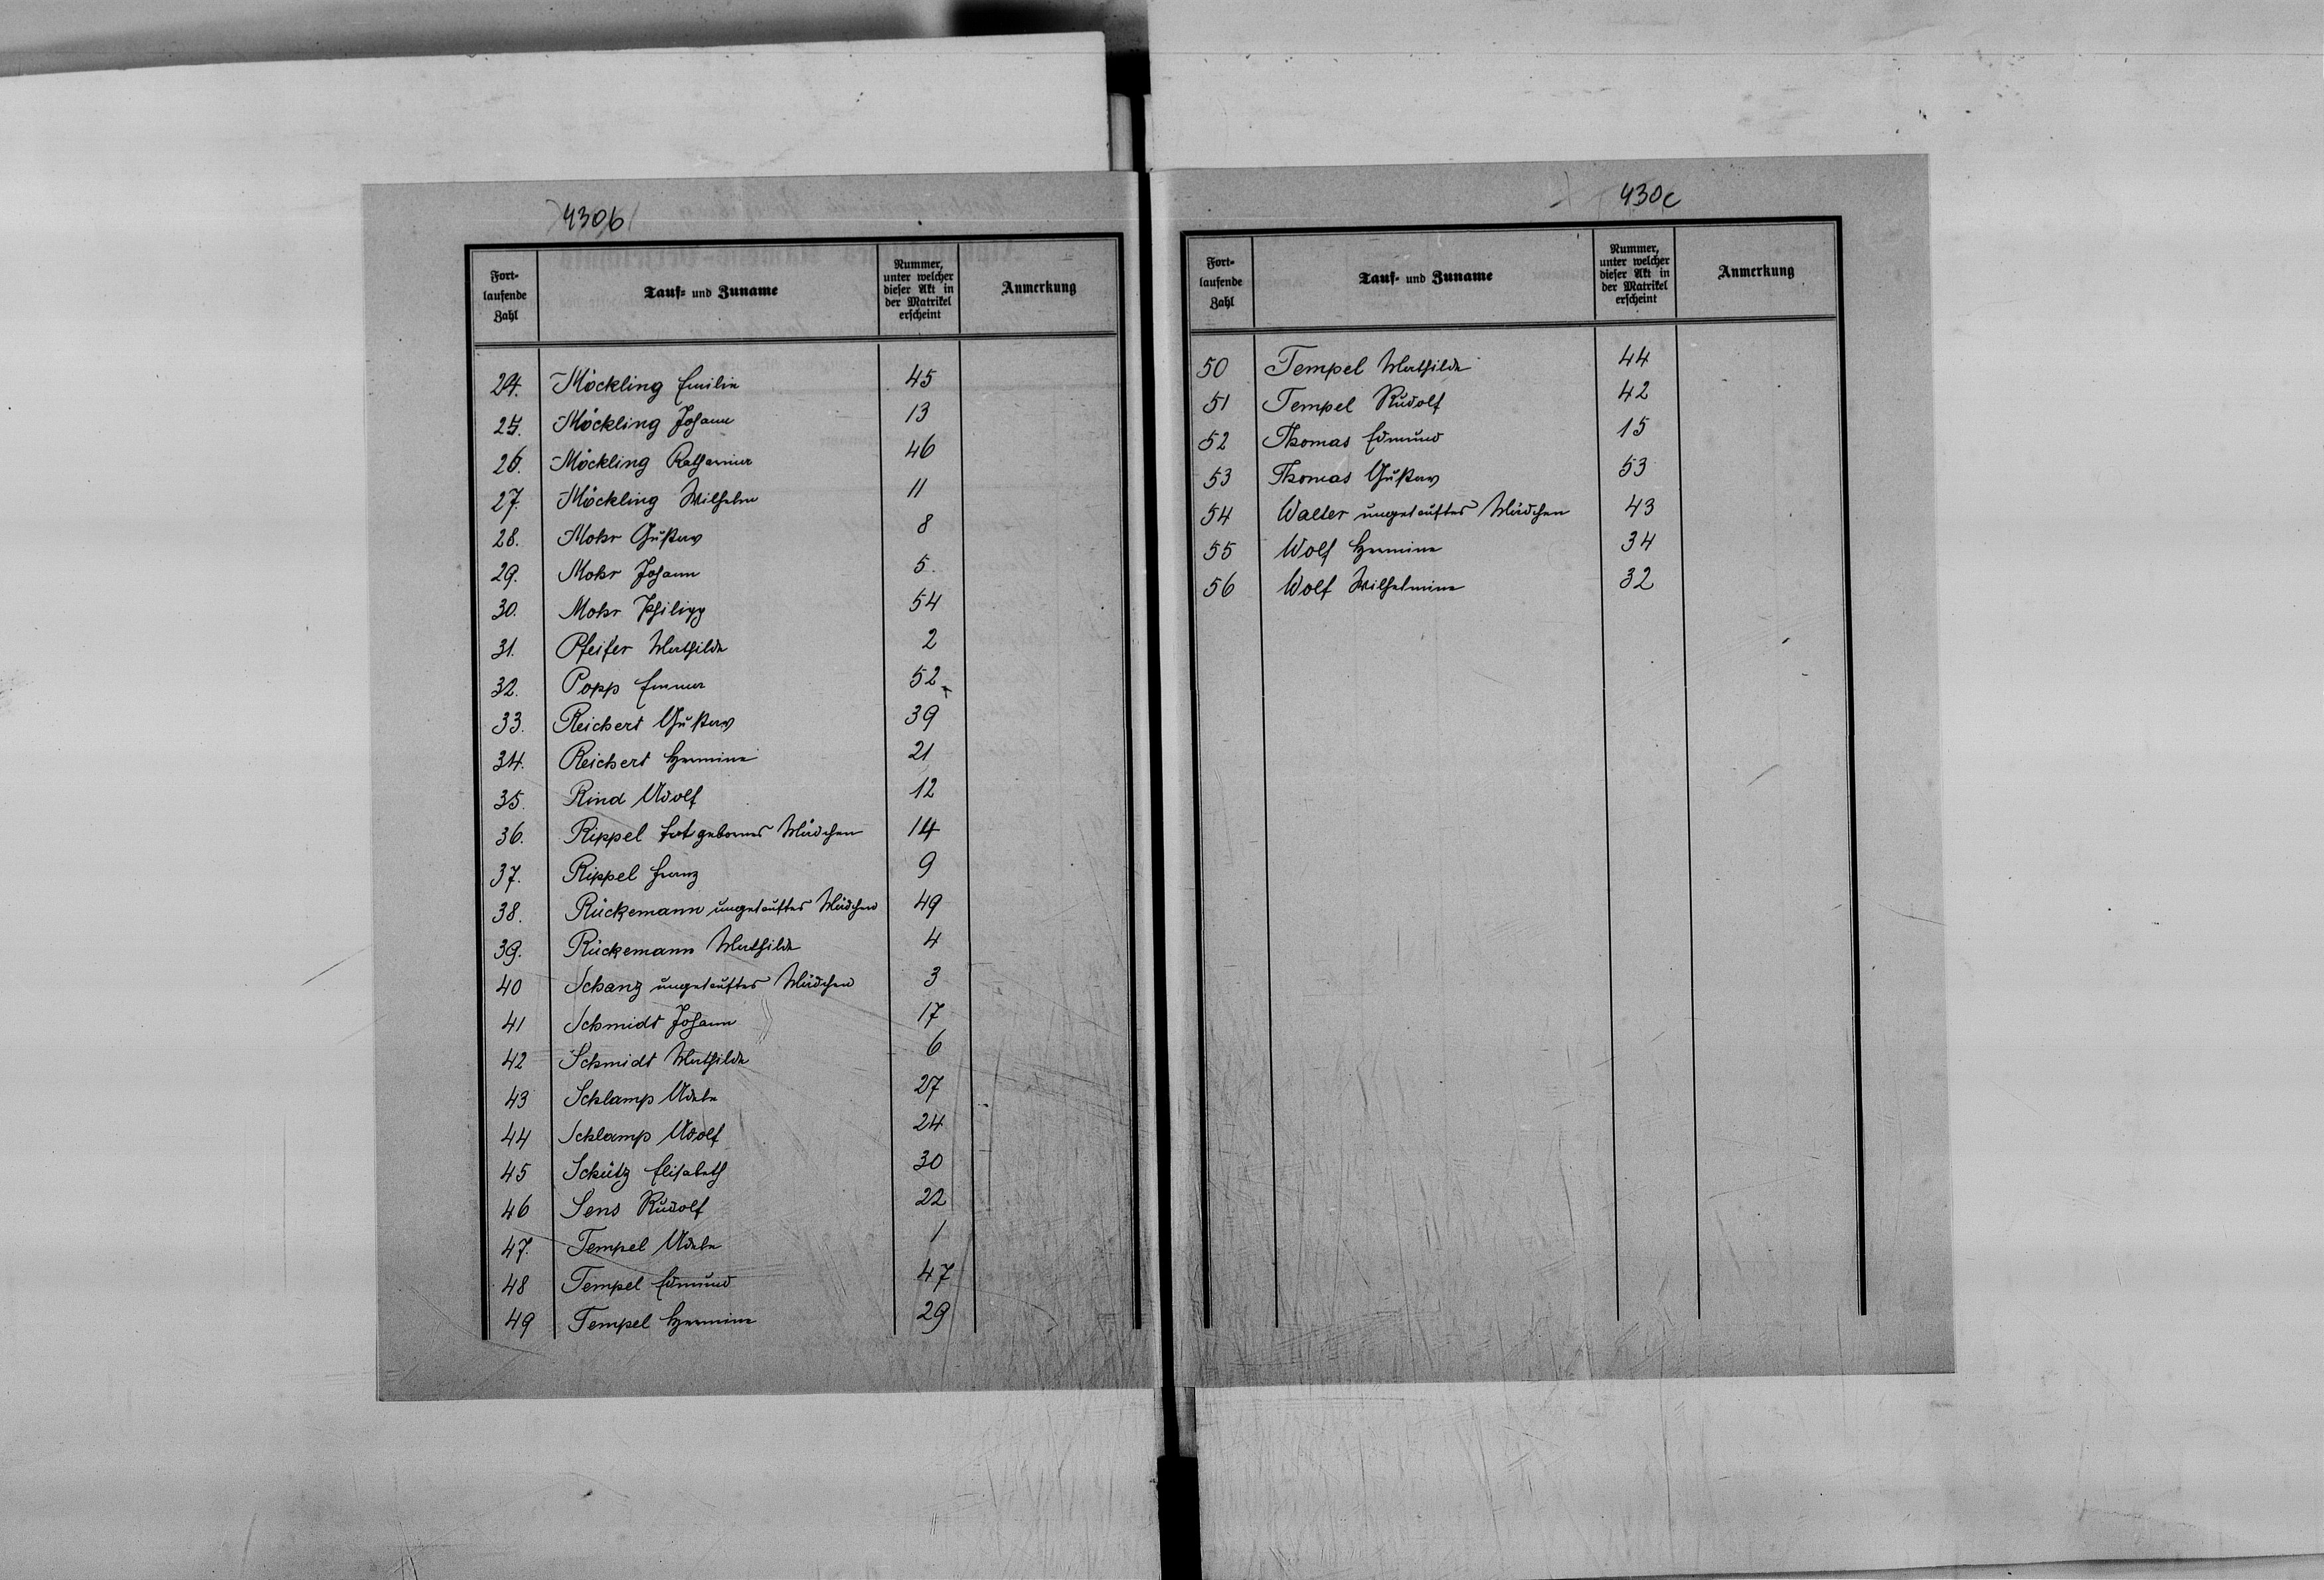 430b
Fort-laufende Zahl | Tauf- und Zuname | Nummer, unter welcher dieser Akt in der Matrikel erscheint | Anmerkung
24. Möckling Emilie 45
25. Möckling Johann 13
26. Möckling Katharina 46
27. Möckling Wilhelm 11
28. Mohr Gustav 8
29. Mohr Johann 5.
30. Mohr Philipp 54
31. Pfeifer Mathilde 2
32. Popp Emma 52
33. Reichert Gustav 39
34. Reichert Hermine 21
35. Rind Adolf 12
36. Rippel totgebornes Mädchen 14
37. Rippel Franz 9
38. Rückemann ungetauftes Mädchen 49
39. Rückemann Mathilde 4
40 Schanz ungetauftes Mädchen 3
41 Schmidt Johann 17
42 Schmidt Mathilde 6
43 Schlamp Adele 27
44 Schlamp Adolf 24
45 Schütz Elisabeth 30
46 Sens Rudolf 22
47. Tempel Adele 1
48 Tempel Edmund 47
49 Tempel Hermine 29
430c
Fort-laufende Zahl | Tauf- und Zuname | Nummer, unter welcher dieser Akt in der Matrikel erscheint | Anmerkung
50 Tempel Mathilde 44
51 Tempel Rudolf 42
52 Thomas Edmund 15
53 Thomas Gustav 53
54 Walter ungetauftes Mädchen 43
55 Wolf Hermine 34
56 Wolf Wilhelmine 32